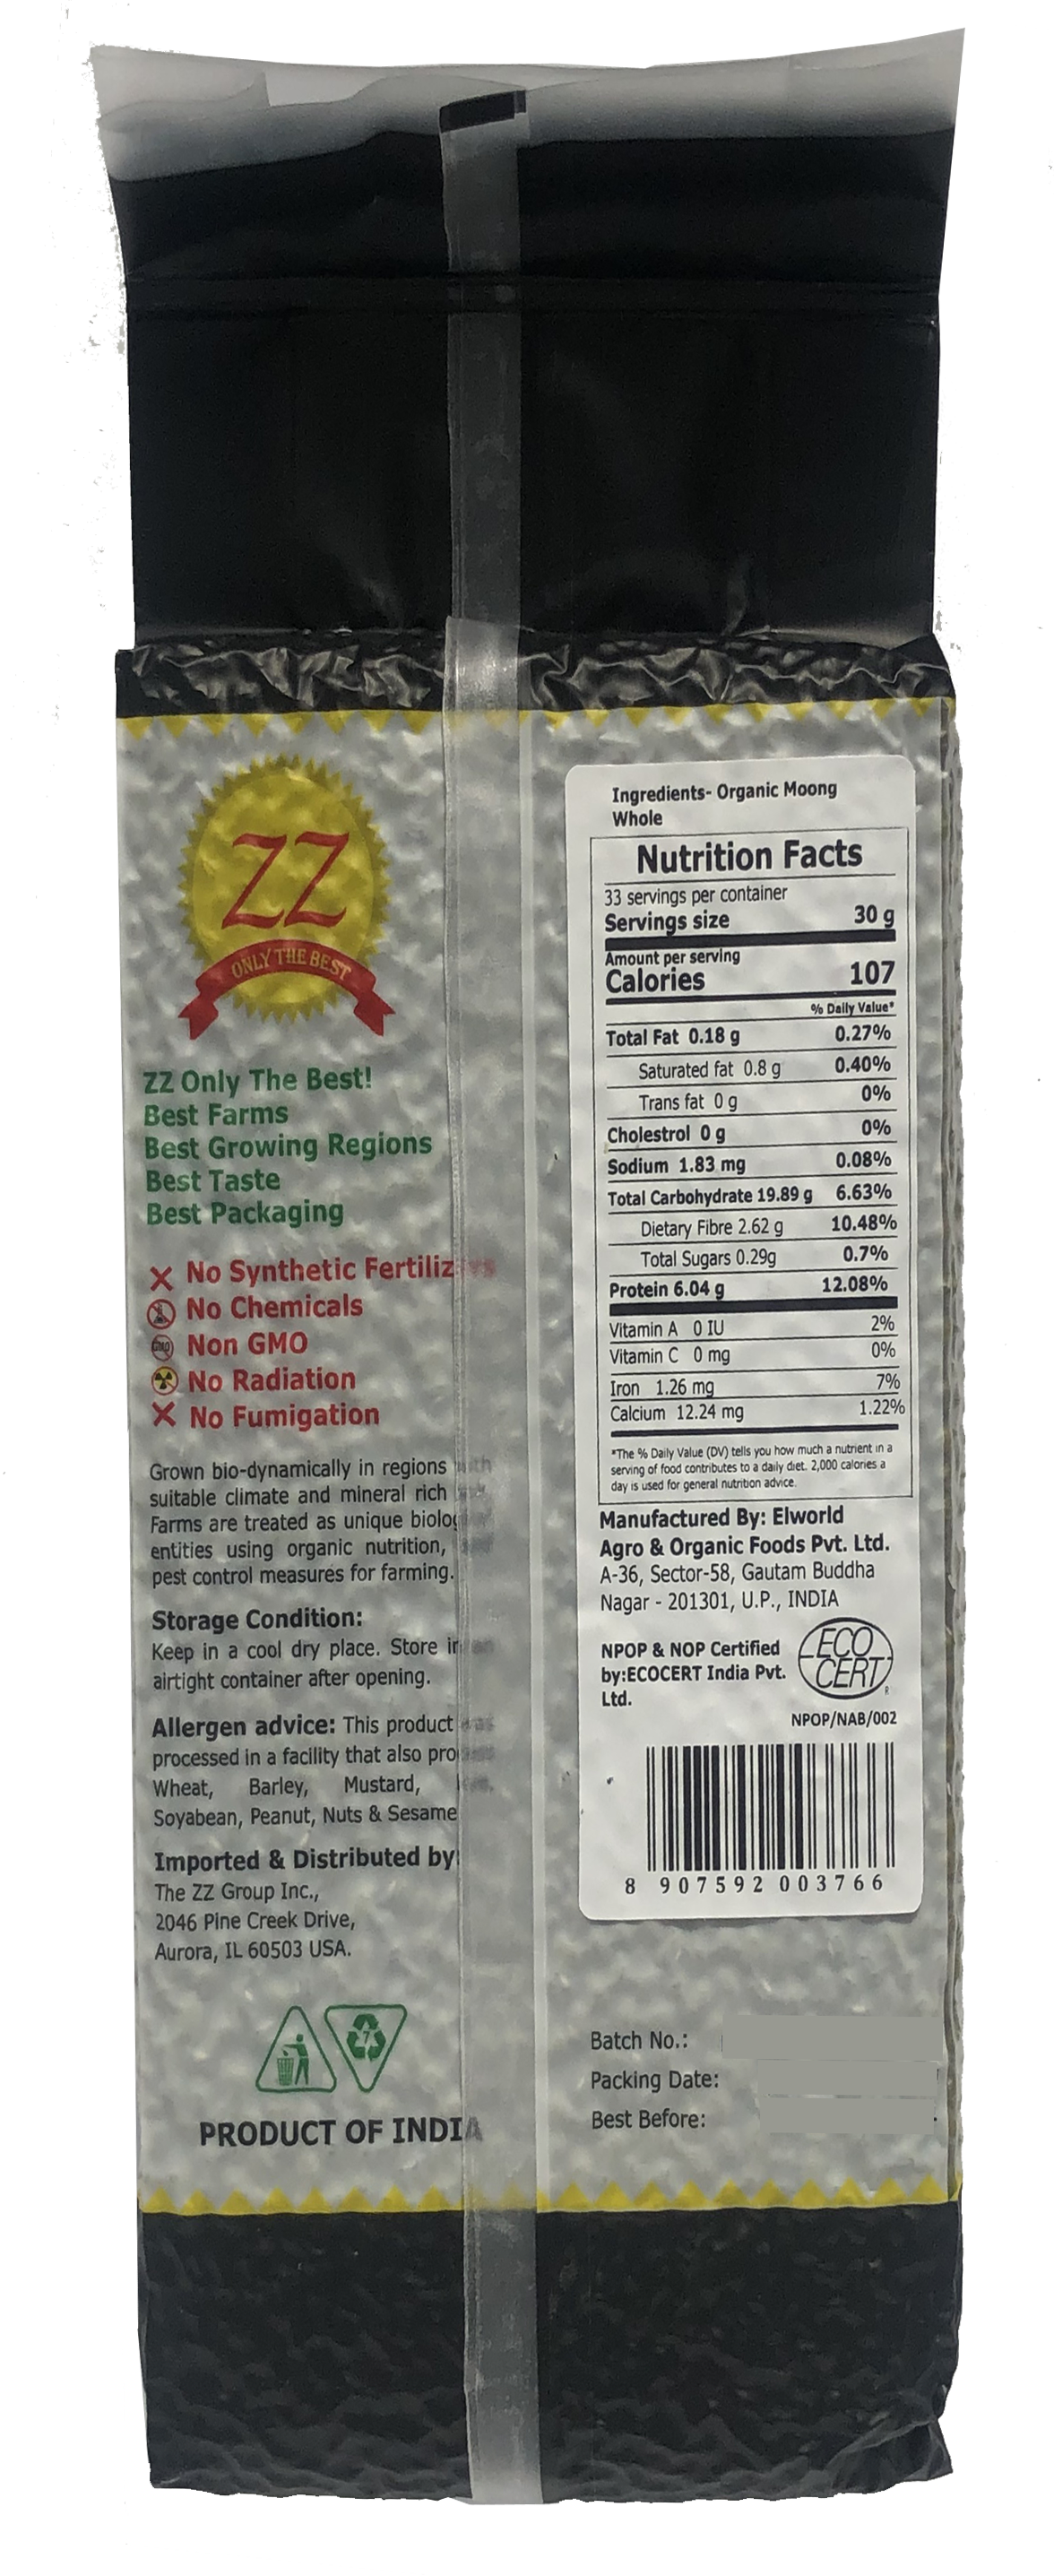 ZZ
ONLY THE BEST
ZZ Only The Best!
Best Farms
Best Growing Regions
Best Taste
Best Packaging
No Synthetic Fertilizers
No Chemicals
GMO
Non GMO
No Radiation
No Fumigation
Grown bio-dynamically in regions with
suitable climate and mineral rich
Farms are treated as unique
entities using organic nutrition,
pest control measures for farming.
Storage Condition:
Keep in a cool dry place. Store in an
airtight container after opening.
Allergen advice: This product was
processed in a facility that also
Wheat, Barley, Mustard,
Soyabean, Peanut, Nuts & Sesame
Imported & Distributed by
The ZZ Group Inc.,
2046 Pine Creek Drive,
Aurora, IL 60503 USA.
7
PRODUCT OF INDIA
Ingredients- Organic Moong
Whole
Nutrition Facts
33 servings per container
Servings size 30 g
Amount per serving
Calories 107
% Daily Value*
Total Fat 0.18 g 0.27%
Saturated fat 0.8 g 0.40%
Trans fat 0 g 0%
Cholestrol 0 g 0%
Sodium 1.83 mg 0.08%
Total Carbohydrate 19.89 g 6.63%
Dietary Fibre 2.62 g 10.48%
Total Sugars 0.29g 0.7%
Protein 6.04 g 12.08%
Vitamin A 0 IU 2%
Vitamin C 0 mg 0%
Iron 1.26 mg 7%
Calcium 12.24 mg 1.22%
*The % Daily Value (DV) tells you how much a nutrient in a
serving of food contributes to a daily diet. 2,000 calories a
day is used for general nutrition advice.
Manufactured By: Elworld
Agro & Organic Foods Pvt. Ltd.
A-36, Sector-58, Gautam Buddha
Nagar - 201301, U.P., INDIA
NPOP & NOP Certified
by:ECOCERT India Pvt.
Ltd.
ECO
CERT
R
NPOP/NAB/002
8 907592 003766
Batch No.:
Packing Date:
Best Before: